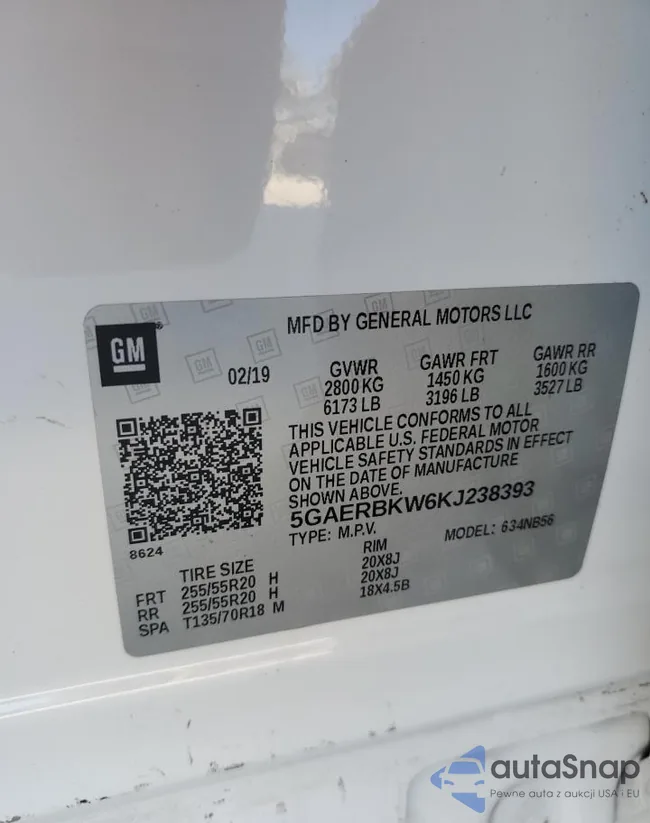 GM
MFD BY GENERAL MOTORS LLC
02/19
GVWR GAWR FRT GAWR RR
2800 KG 1450 KG 1600 KG
6173 LB 3196 LB 3527 LB
THIS VEHICLE CONFORMS TO ALL
APPLICABLE U.S. FEDERAL MOTOR
VEHICLE SAFETY STANDARDS IN EFFECT
ON THE DATE OF MANUFACTURE
SHOWN ABOVE.
5GAERBKW6KJ238393
TYPE: M.P.V. MODEL: 634NB56
8624
TIRE SIZE RIM
FRT 255/55R20 H 20X8J
RR 255/55R20 H 20X8J
SPA T135/70R18 M 18X4.5B
autaSnap
Pewne auta z aukcji USA i EU